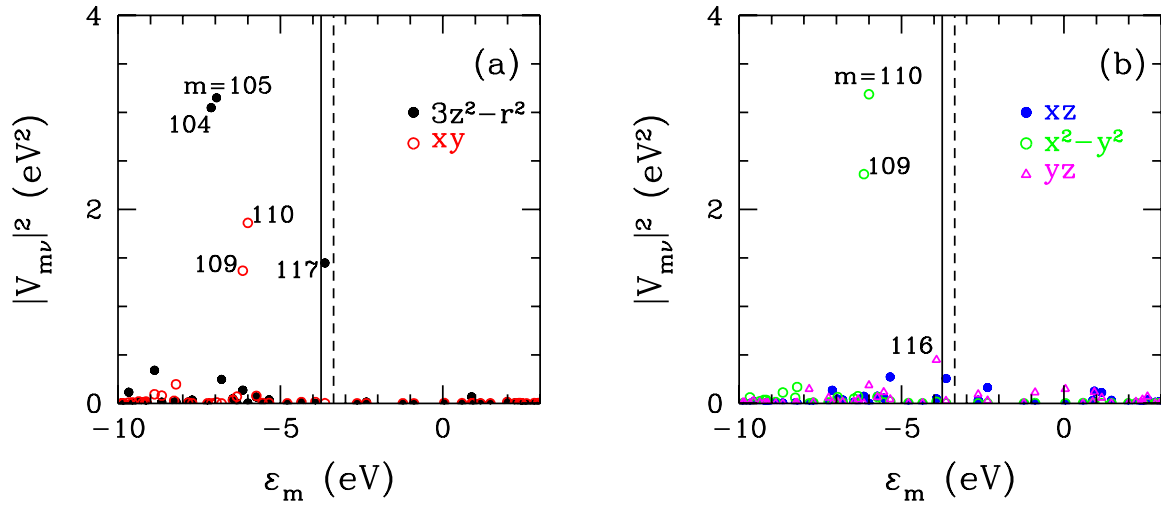 4
(a)
m=105
104
3z²−r²
xy
|Vmν|² (eV²)
2
110
109
117
0
−10
−5
0
εm (eV)
4
(b)
m=110
xz
109
x²−y²
yz
|Vmν|² (eV²)
2
116
0
−10
−5
0
εm (eV)